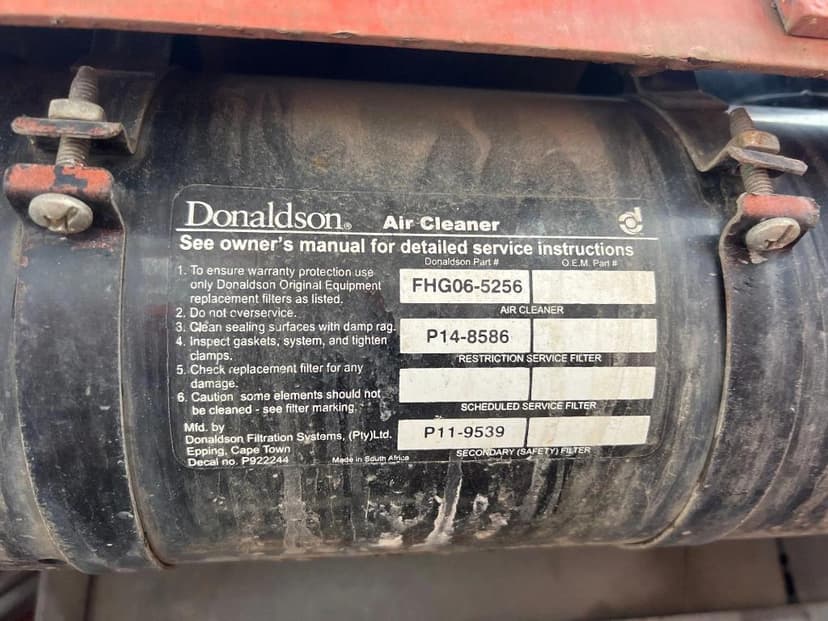 Donaldson® Air Cleaner
See owner's manual for detailed service instructions
Donaldson Part # O.E.M. Part #
1. To ensure warranty protection use
only Donaldson Original Equipment
replacement filters as listed.
2. Do not overservice.
3. Clean sealing surfaces with damp rag.
4. Inspect gaskets, system, and tighten
clamps.
5. Check replacement filter for any
damage.
6. Caution some elements should not
be cleaned - see filter marking.
Mfd. by
Donaldson Filtration Systems, (Pty)Ltd.
Epping, Cape Town
Decal no. P922244 Made in South Africa
FHG06-5256
AIR CLEANER
P14-8586
RESTRICTION SERVICE FILTER
SCHEDULED SERVICE FILTER
P11-9539
SECONDARY (SAFETY) FILTER